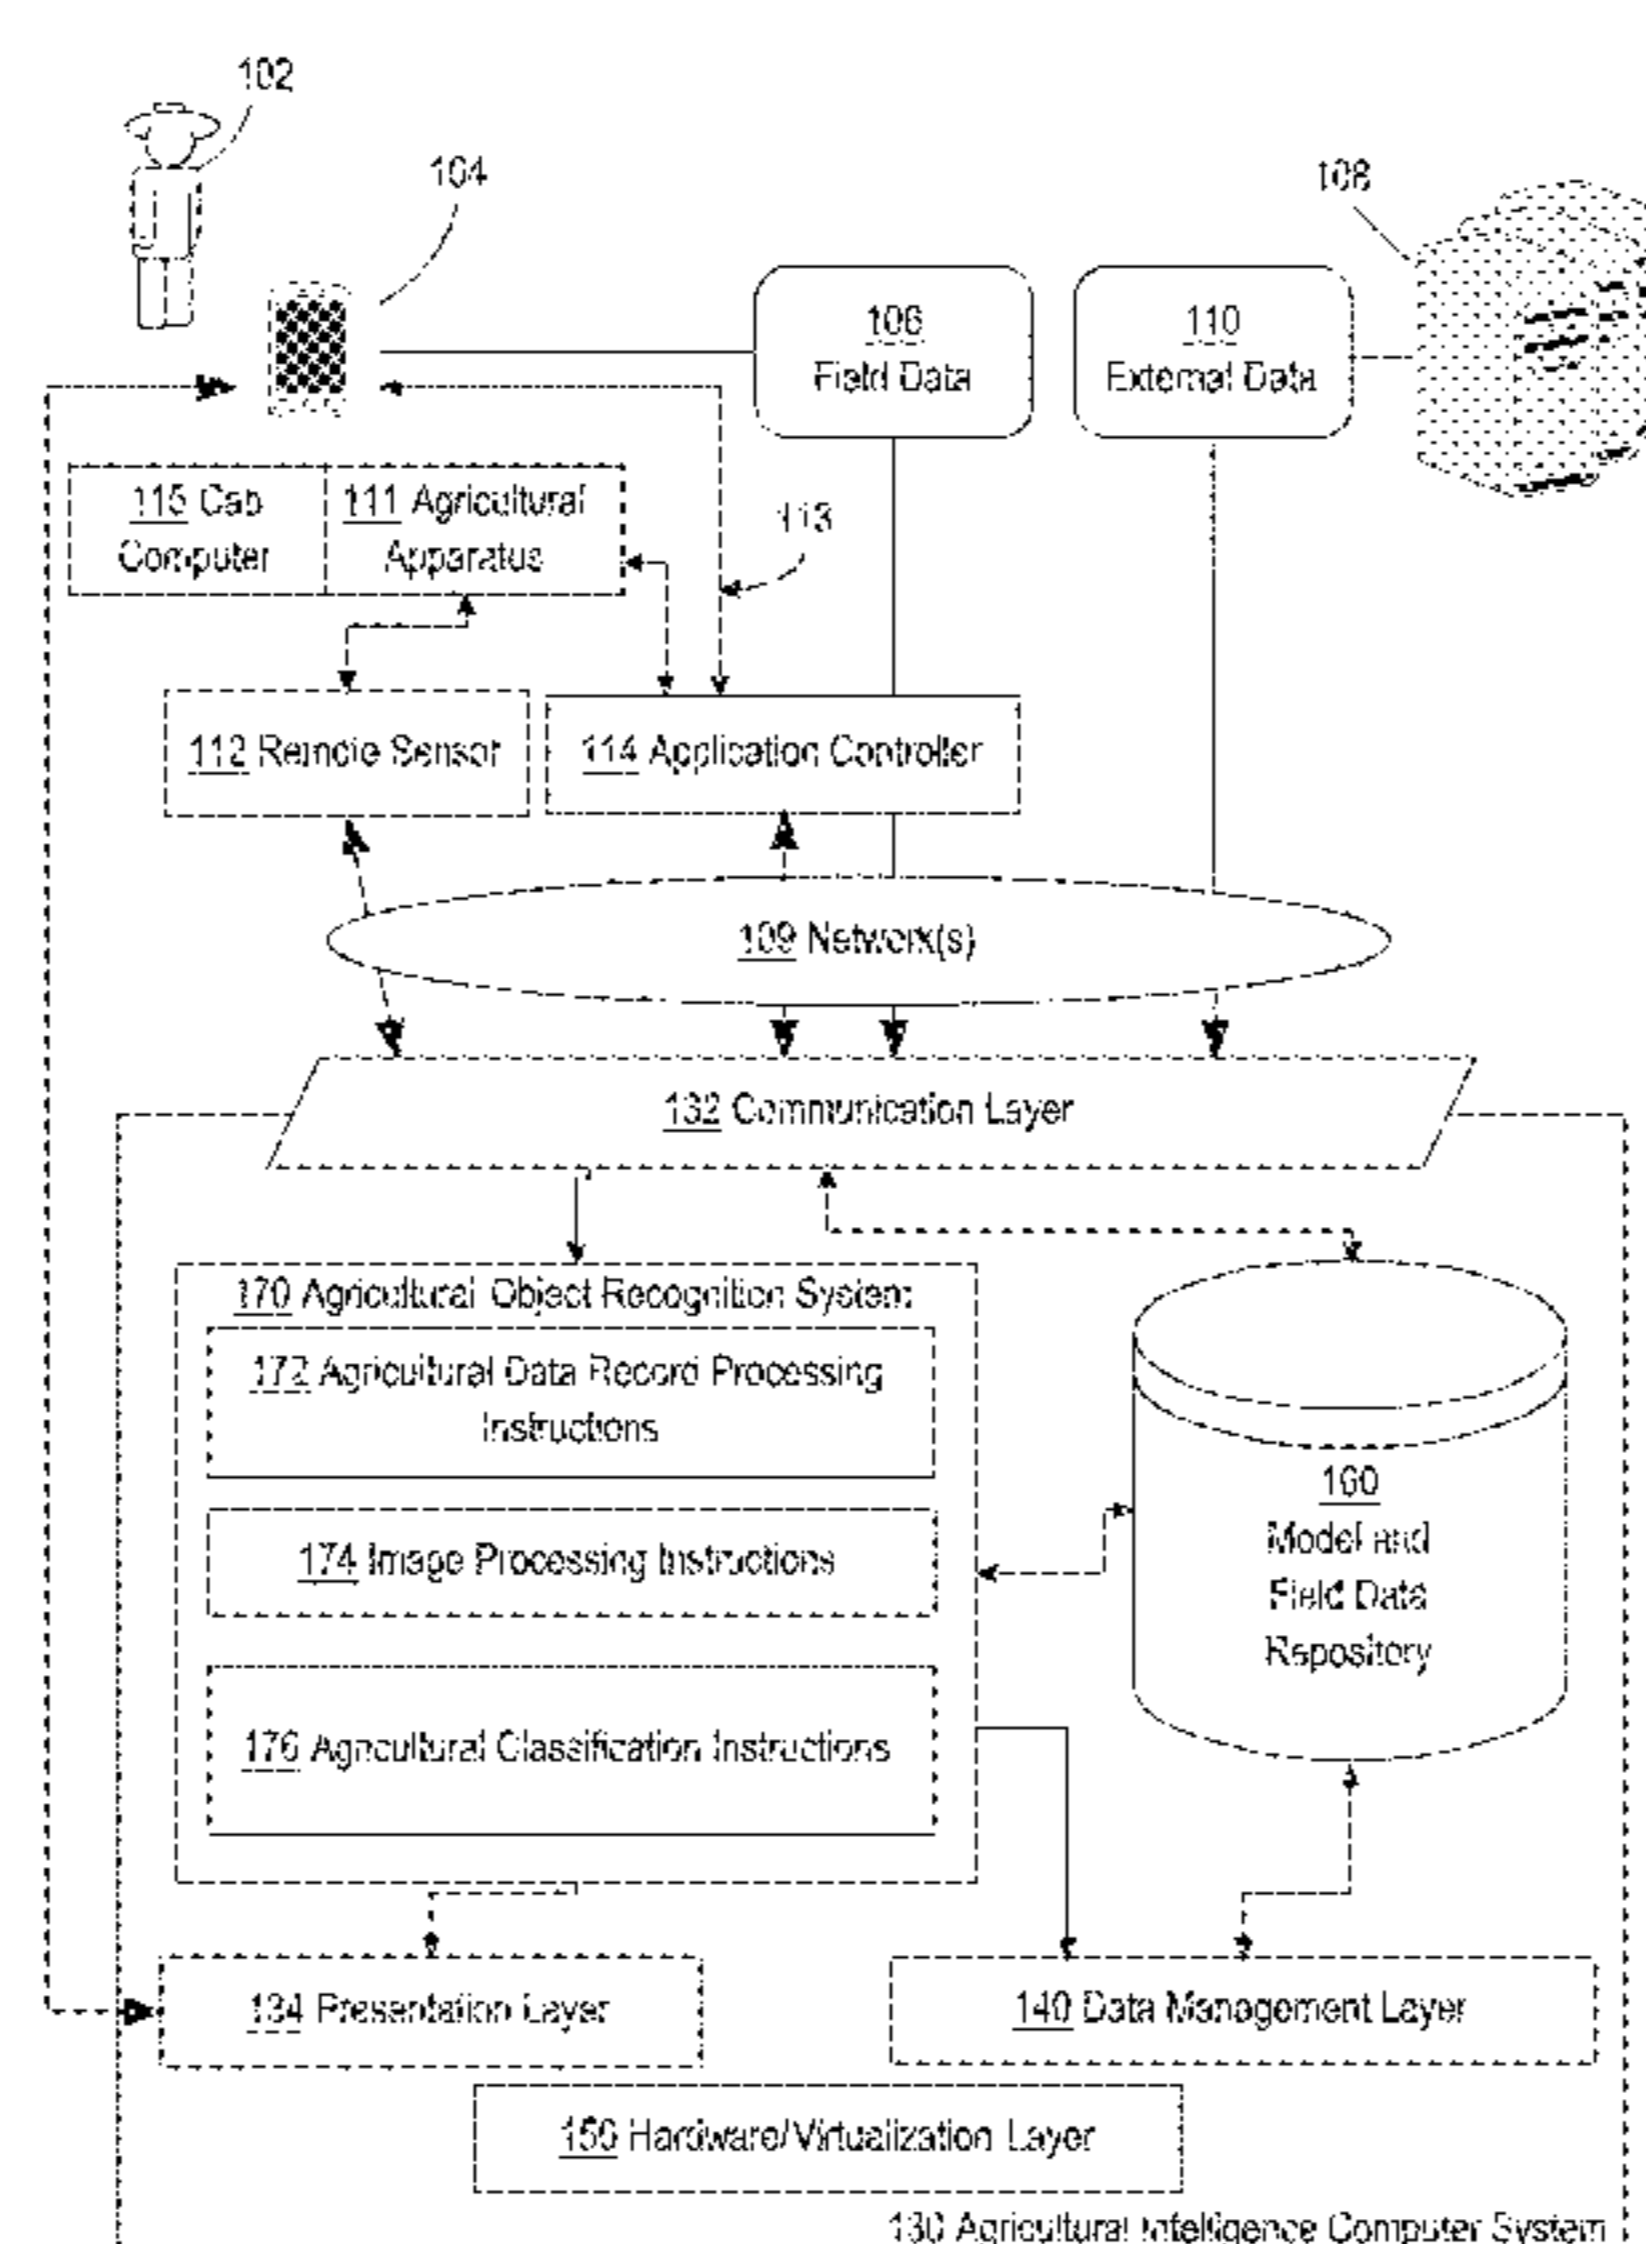 102
104
108
106
Field Data
110
External Data
115 Cab
Computer
111 Agricultural
Apparatus
113
112 Remote Sensor
114 Application Controller
109 Network(s)
132 Communication Layer
170 Agricultural Object Recognition System
172 Agricultural Data Record Processing
Instructions
174 Image Processing Instructions
176 Agricultural Classification Instructions
160
Model and
Field Data
Repository
134 Presentation Layer
140 Data Management Layer
150 Hardware/Virtualization Layer
130 Agricultural Intelligence Computer System